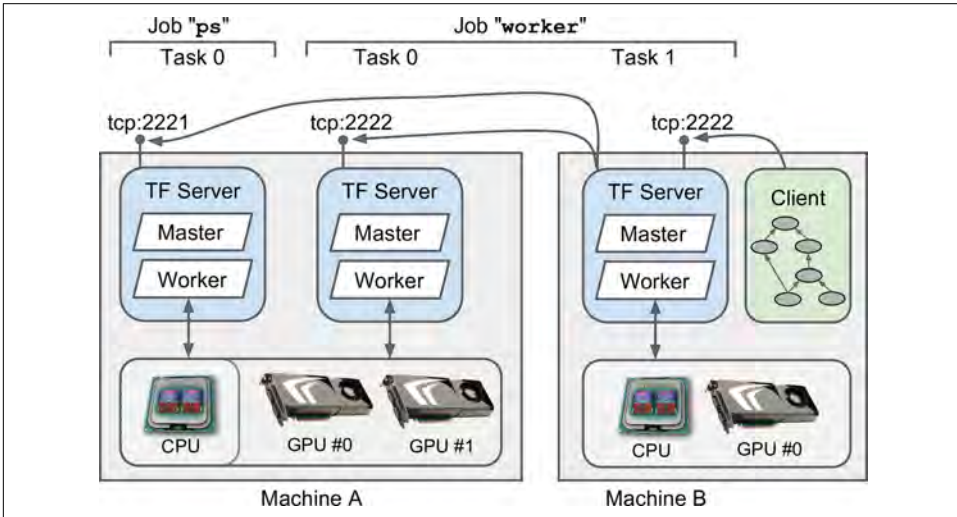 Job "ps"
Job "worker"
Task 0
Task 0
Task 1
tcp:2221
tcp:2222
tcp:2222
TF Server
TF Server
TF Server
Client
Master
Master
Master
Worker
Worker
Worker
CPU
GPU #0
GPU #1
CPU
GPU #0
Machine A
Machine B